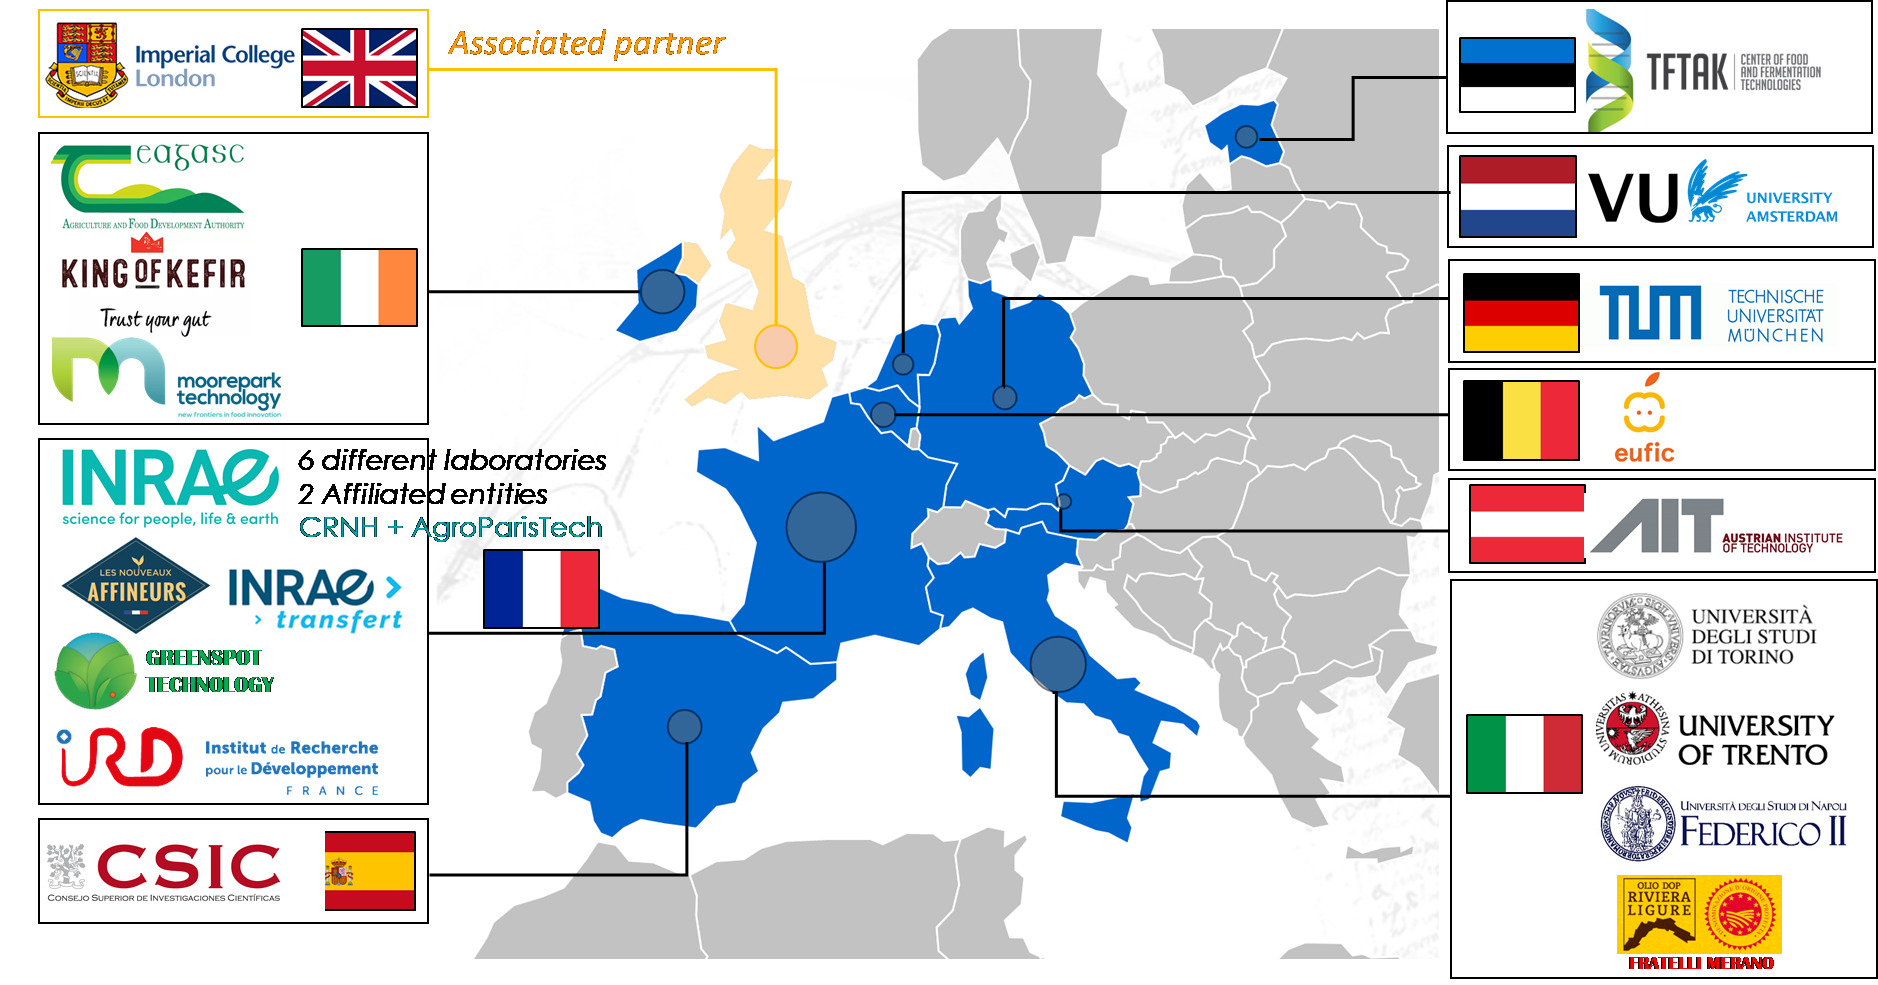 Imperial College
London
Associated partner
eagasc
AGRICULTURE AND FOOD DEVELOPMENT AUTHORITY
KING OF KEFIR
Trust your gut
moorepark
technology
new frontiers in food innovation
INRAE
science for people, life & earth
6 different laboratories
2 Affiliated entities
CRNH + AgroParisTech
LES NOUVEAUX
AFFINEURS
INRAE
transfert
GREENSPOT
TECHNOLOGY
iRD
Institut de Recherche
pour le Développement
FRANCE
CSIC
CONSEJO SUPERIOR DE INVESTIGACIONES CIENTÍFICAS
TFTAK
CENTER OF FOOD
AND FERMENTATION
TECHNOLOGIES
VU
UNIVERSITY
AMSTERDAM
TUM
TECHNISCHE
UNIVERSITÄT
MÜNCHEN
eufic
AIT
AUSTRIAN INSTITUTE
OF TECHNOLOGY
UNIVERSITÀ
DEGLI STUDI
DI TORINO
UNIVERSITY
OF TRENTO
UNIVERSITÀ DEGLI STUDI DI NAPOLI
FEDERICO II
OLIO DOP
RIVIERA
LIGURE
FRATELLI MERANO